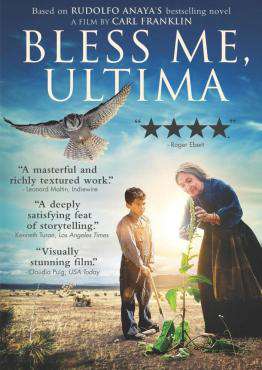 Based on RUDOLFO ANAYA'S bestselling novel
A FILM BY CARL FRANKLIN
BLESS ME,
ULTIMA
"★★★★"
- Roger Ebert
"A masterful and
richly textured work."
- Leonard Maltin, Indiewire
"A deeply
satisfying feat
of storytelling."
- Kenneth Turan, Los Angeles Times
"Visually
stunning film."
- Claudia Puig, USA Today